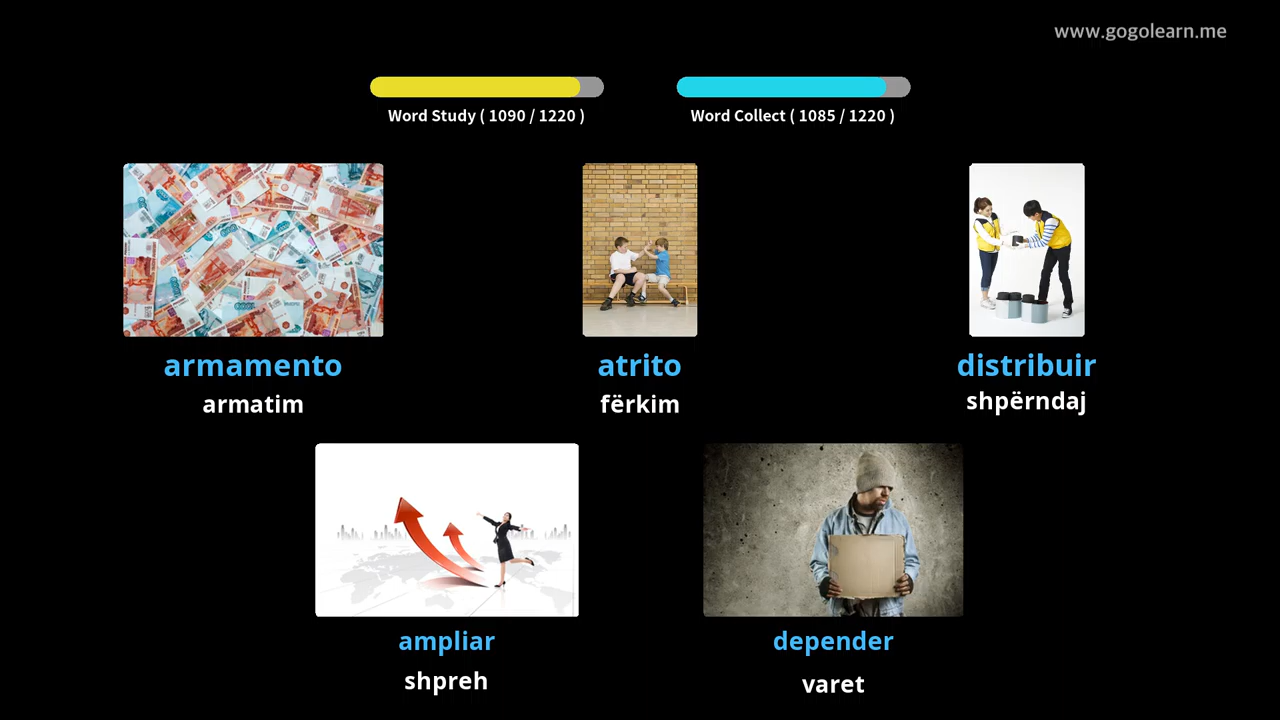 www.gogolearn.me
Word Study ( 1090 / 1220 )
Word Collect ( 1085 / 1220 )
armamento
armatim
atrito
fërkim
distribuir
shpërndaj
ampliar
shpreh
depender
varet